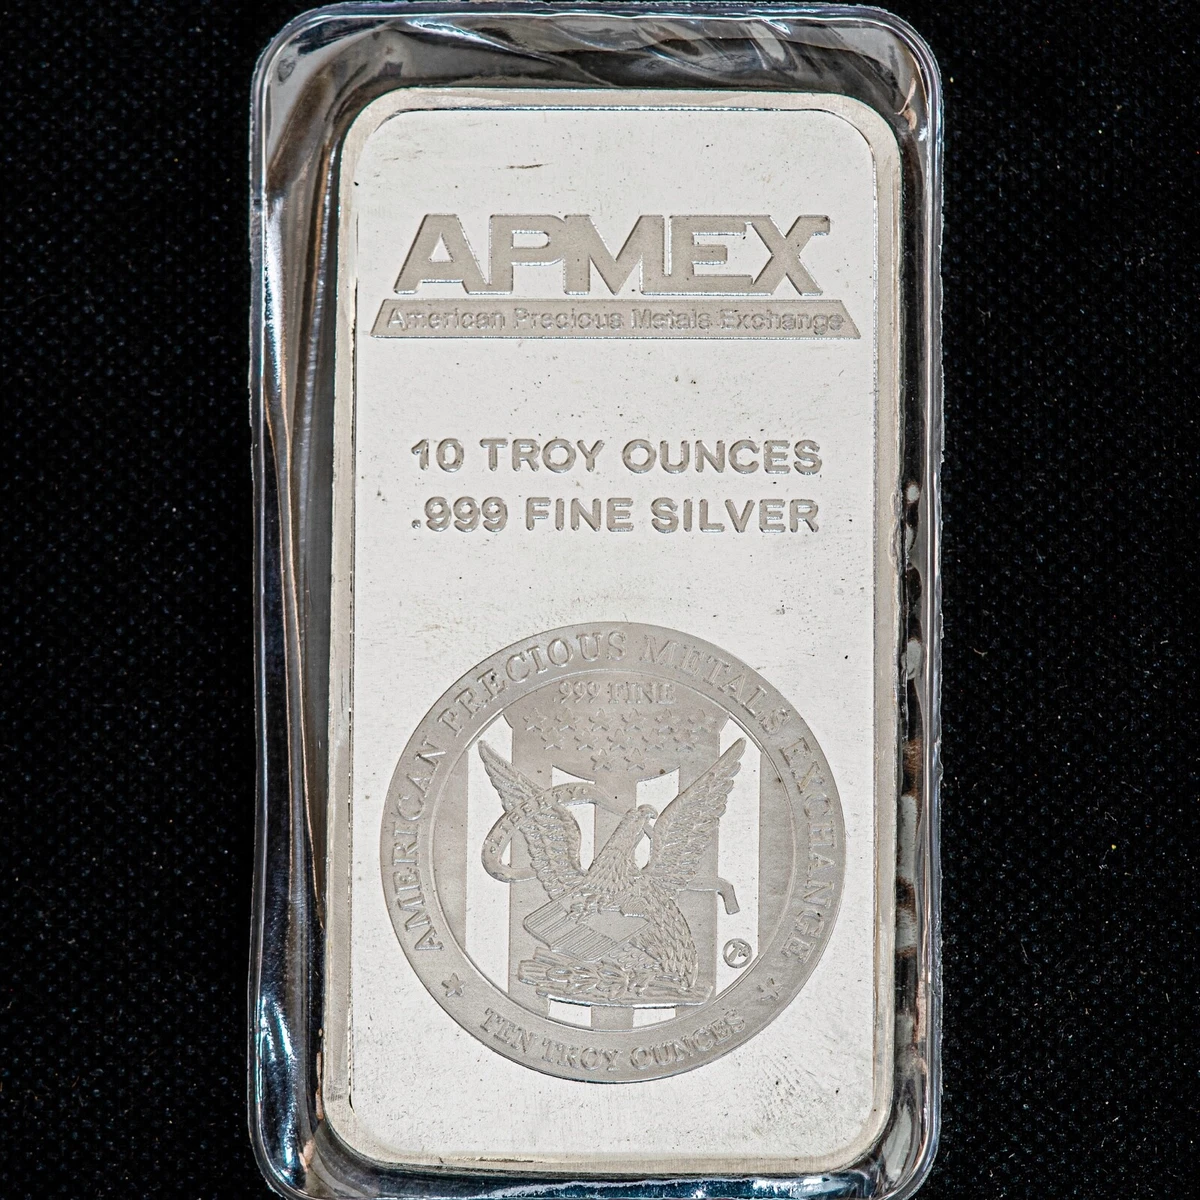 APMEX
American Precious Metals Exchange
10 TROY OUNCES
.999 FINE SILVER
AMERICAN PRECIOUS METALS EXCHANGE
.999 FINE
TEN TROY OUNCES